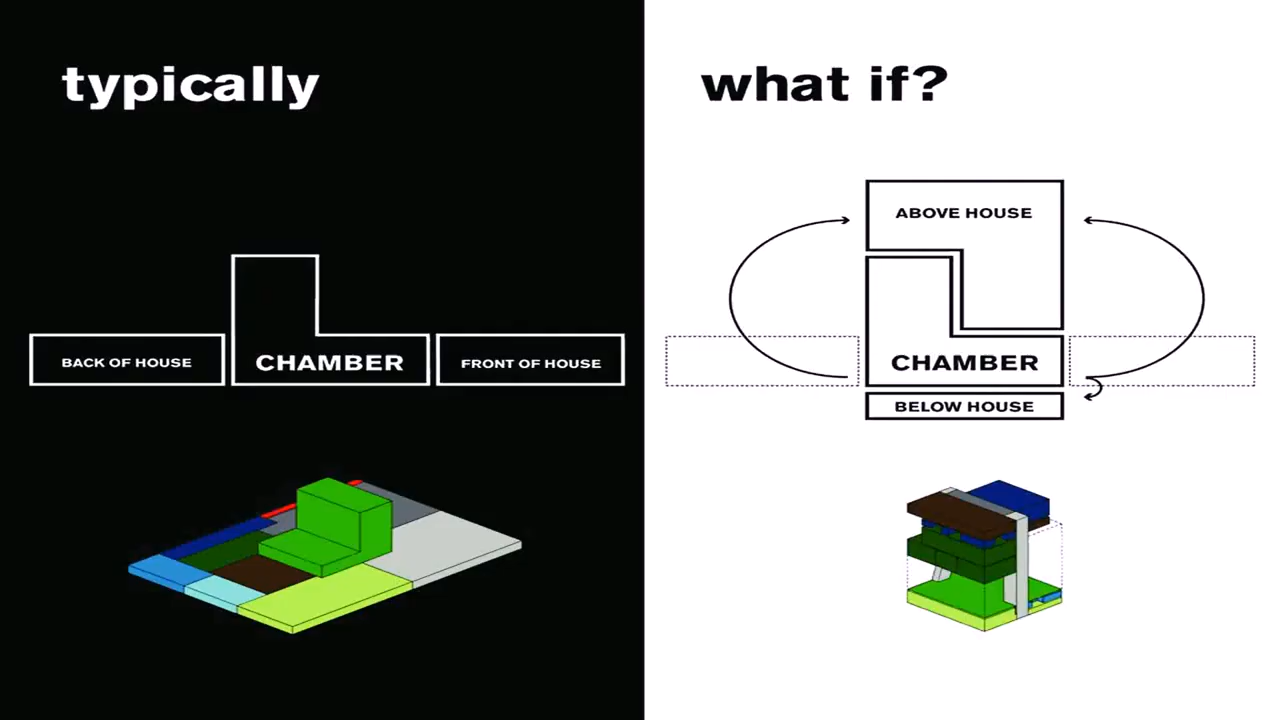 typically
BACK OF HOUSE
CHAMBER
FRONT OF HOUSE
what if?
ABOVE HOUSE
CHAMBER
BELOW HOUSE